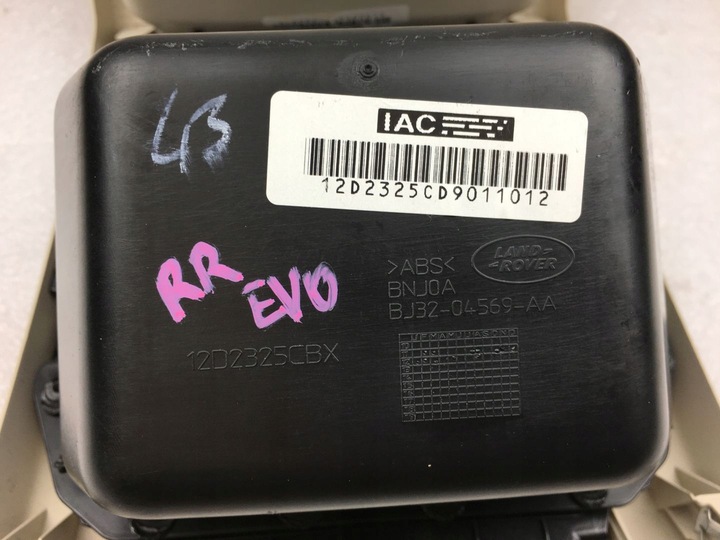 43
IAC
12D2325CD9011012
LAND-
-ROVER
>ABS<
BNJ0A
BJ32-04569-AA
RR
EVO
12D2325CBX
J F M A M J J A S O N D